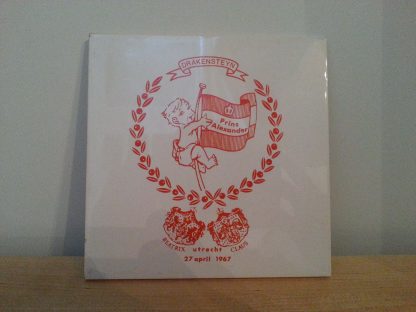 DRAKENSTEYN
Prins
Alexander
BEATRIX utrecht CLAUS
27 april 1967